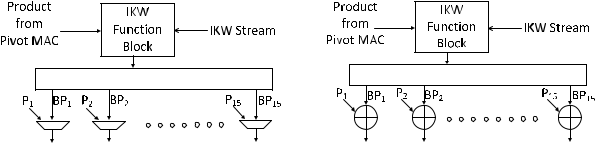 Product from Pivot MAC
IKW Function Block
IKW Stream
P1 BP1 P2 BP2 P15 BP15
Product from Pivot MAC
IKW Function Block
IKW Stream
P1 BP1 P2 BP2 P15 BP15